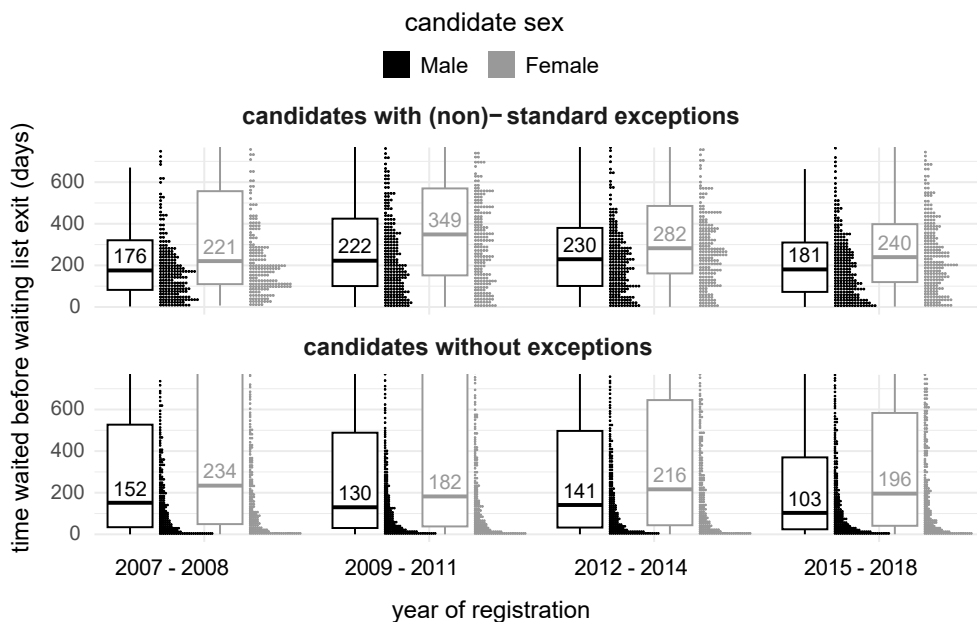 candidate sex
Male Female
candidates with (non)−standard exceptions
time waited before waiting list exit (days)
600
400
200
0
176 221 222 349 230 282 181 240
candidates without exceptions
600
400
200
0
152 234 130 182 141 216 103 196
2007 - 2008 2009 - 2011 2012 - 2014 2015 - 2018
year of registration